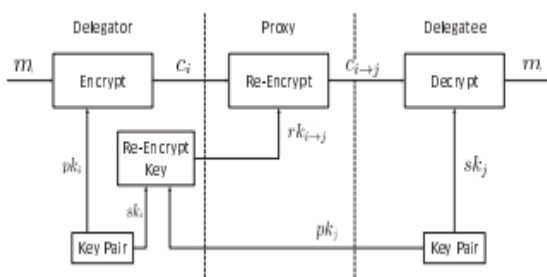 Delegator Proxy Delegatee
m Encrypt c_i Re-Encrypt c_{i→j} Decrypt m
rk_{i→j}
Re-Encrypt
Key
pk_i sk_j
sk_i
pk_j
Key Pair Key Pair